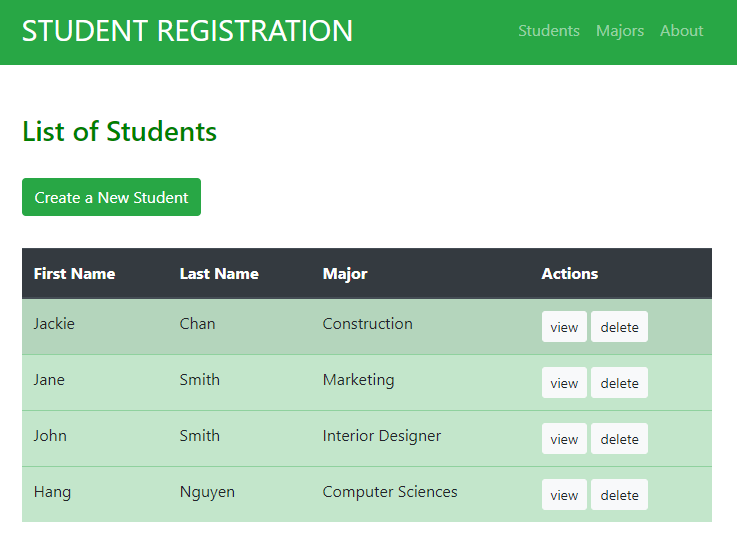 STUDENT REGISTRATION Students Majors About
List of Students
Create a New Student
First Name Last Name Major Actions
Jackie Chan Construction view delete
Jane Smith Marketing view delete
John Smith Interior Designer view delete
Hang Nguyen Computer Sciences view delete